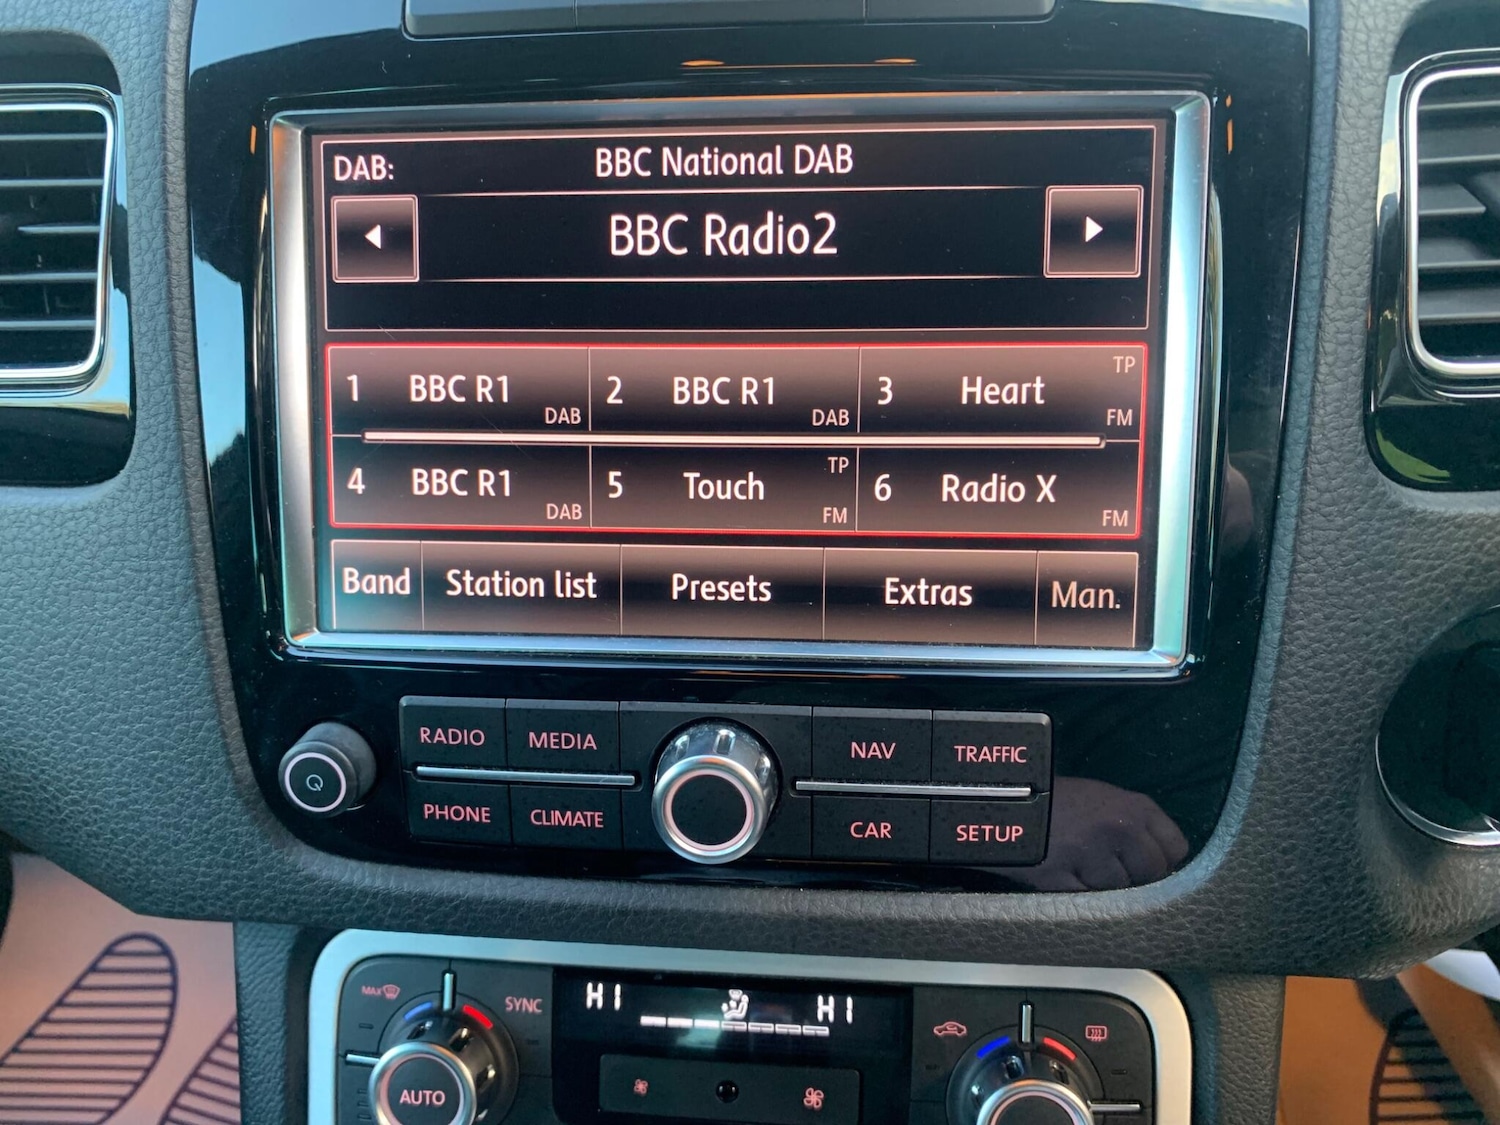 DAB: BBC National DAB
BBC Radio2
1 BBC R1 DAB 2 BBC R1 DAB 3 Heart TP FM
4 BBC R1 DAB 5 Touch TP FM 6 Radio X FM
Band Station list Presets Extras Man.
RADIO MEDIA NAV TRAFFIC
PHONE CLIMATE CAR SETUP
MAX SYNC HI HI
AUTO